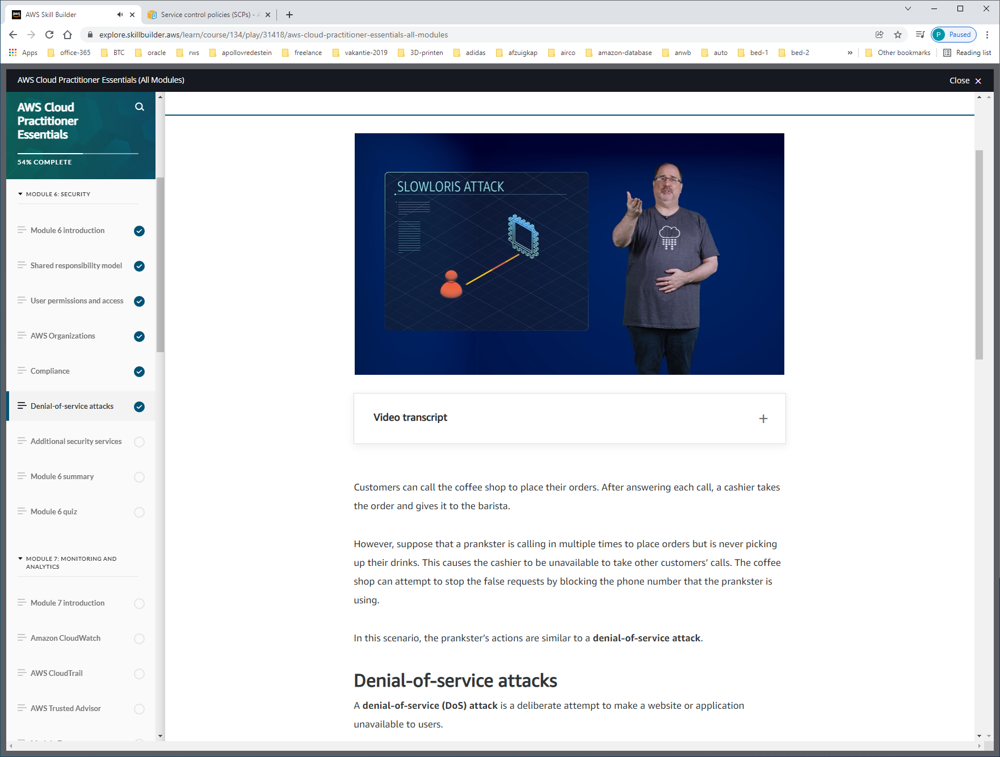 AWS Skill Builder
Service control policies (SCPs) - A
explore.skillbuilder.aws/learn/course/134/play/31418/aws-cloud-practitioner-essentials-all-modules
P Paused
Apps office-365 BTC oracle rws apollovredestein freelance vakantie-2019 3D-printen adidas afzuigkap airco amazon-database anwb auto bed-1 bed-2 » Other bookmarks Reading list
AWS Cloud Practitioner Essentials (All Modules)
Close
AWS Cloud
Practitioner
Essentials
54% COMPLETE
MODULE 6: SECURITY
Module 6 introduction
Shared responsibility model
User permissions and access
AWS Organizations
Compliance
Denial-of-service attacks
Additional security services
Module 6 summary
Module 6 quiz
MODULE 7: MONITORING AND
ANALYTICS
Module 7 introduction
Amazon CloudWatch
AWS CloudTrail
AWS Trusted Advisor
SLOWLORIS ATTACK
Video transcript
Customers can call the coffee shop to place their orders. After answering each call, a cashier takes
the order and gives it to the barista.
However, suppose that a prankster is calling in multiple times to place orders but is never picking
up their drinks. This causes the cashier to be unavailable to take other customers’ calls. The coffee
shop can attempt to stop the false requests by blocking the phone number that the prankster is
using.
In this scenario, the prankster’s actions are similar to a denial-of-service attack.
Denial-of-service attacks
A denial-of-service (DoS) attack is a deliberate attempt to make a website or application
unavailable to users.